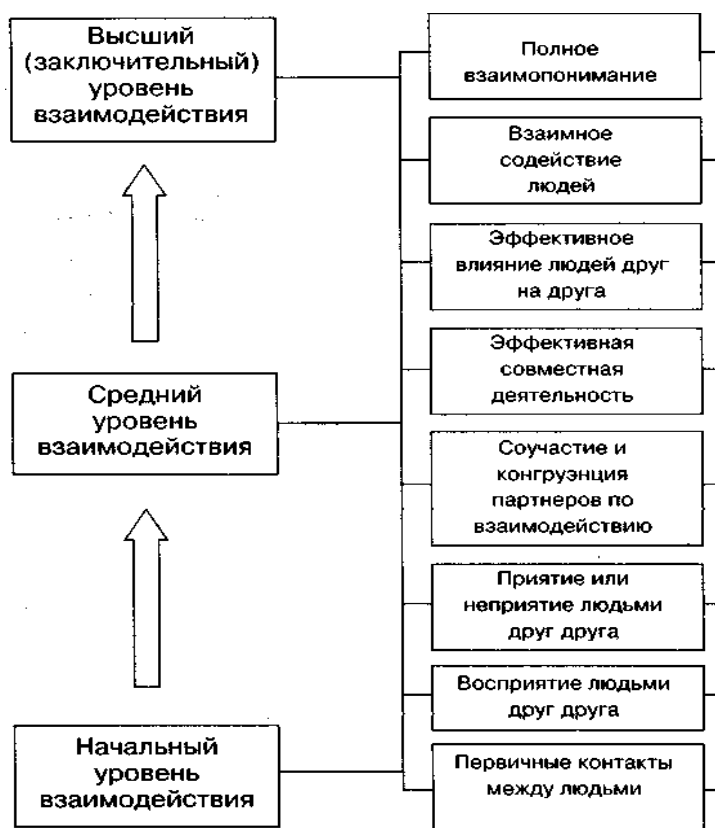 Высший
(заключительный)
уровень
взаимодействия
Средний
уровень
взаимодействия
Начальный
уровень
взаимодействия
Полное
взаимопонимание
Взаимное
содействие
людей
Эффективное
влияние людей друг
на друга
Эффективная
совместная
деятельность
Соучастие и
конгруэнция
партнеров по
взаимодействию
Приятие или
неприятие людьми
друг друга
Восприятие людьми
друг друга
Первичные контакты
между людьми